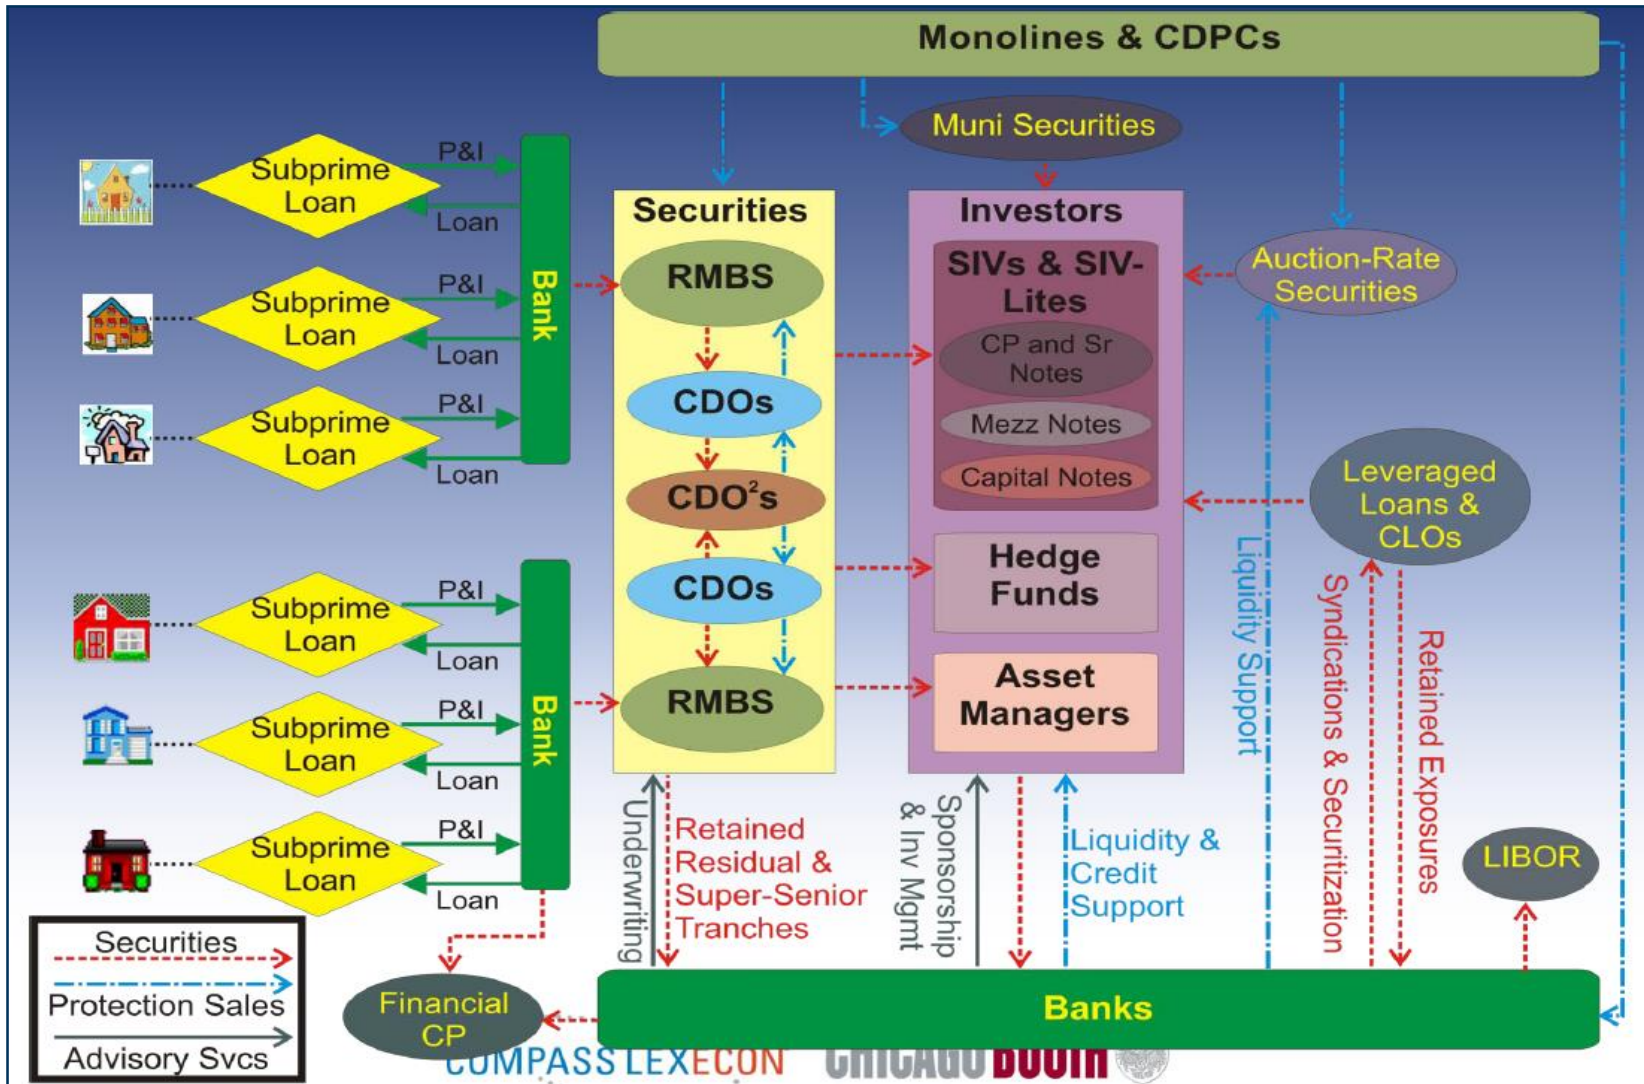 Monolines & CDPCs
Muni Securities
Subprime
Loan
P&I
Loan
Subprime
Loan
P&I
Loan
Subprime
Loan
P&I
Loan
Bank
Securities
RMBS
CDOs
CDO²s
CDOs
RMBS
Investors
SIVs & SIV-
Lites
CP and Sr
Notes
Mezz Notes
Capital Notes
Hedge
Funds
Asset
Managers
Auction-Rate
Securities
Leveraged
Loans &
CLOs
Liquidity Support
Syndications & Securitization
Retained Exposures
LIBOR
Subprime
Loan
P&I
Loan
Subprime
Loan
P&I
Loan
Subprime
Loan
P&I
Loan
Bank
Underwriting
Retained
Residual &
Super-Senior
Tranches
Sponsorship
& Inv Mgmt
Liquidity &
Credit
Support
Securities
Protection Sales
Advisory Svcs
Financial
CP
Banks
COMPASS LEXECON
CHICAGO BOOTH